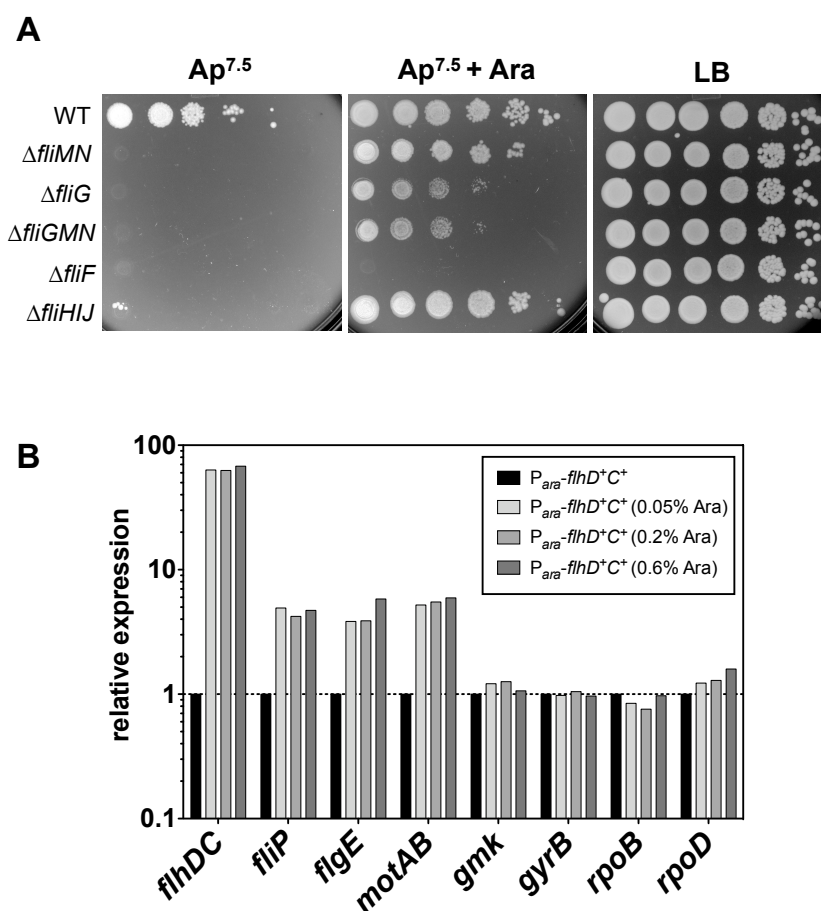 A
Ap7.5 Ap7.5 + Ara LB
WT
ΔfliMN
ΔfliG
ΔfliGMN
ΔfliF
ΔfliHIJ
B
relative expression
100
10
1
0.1
Para-flhD+C+
Para-flhD+C+ (0.05% Ara)
Para-flhD+C+ (0.2% Ara)
Para-flhD+C+ (0.6% Ara)
flhDC fliP flgE motAB gmk gyrB rpoB rpoD